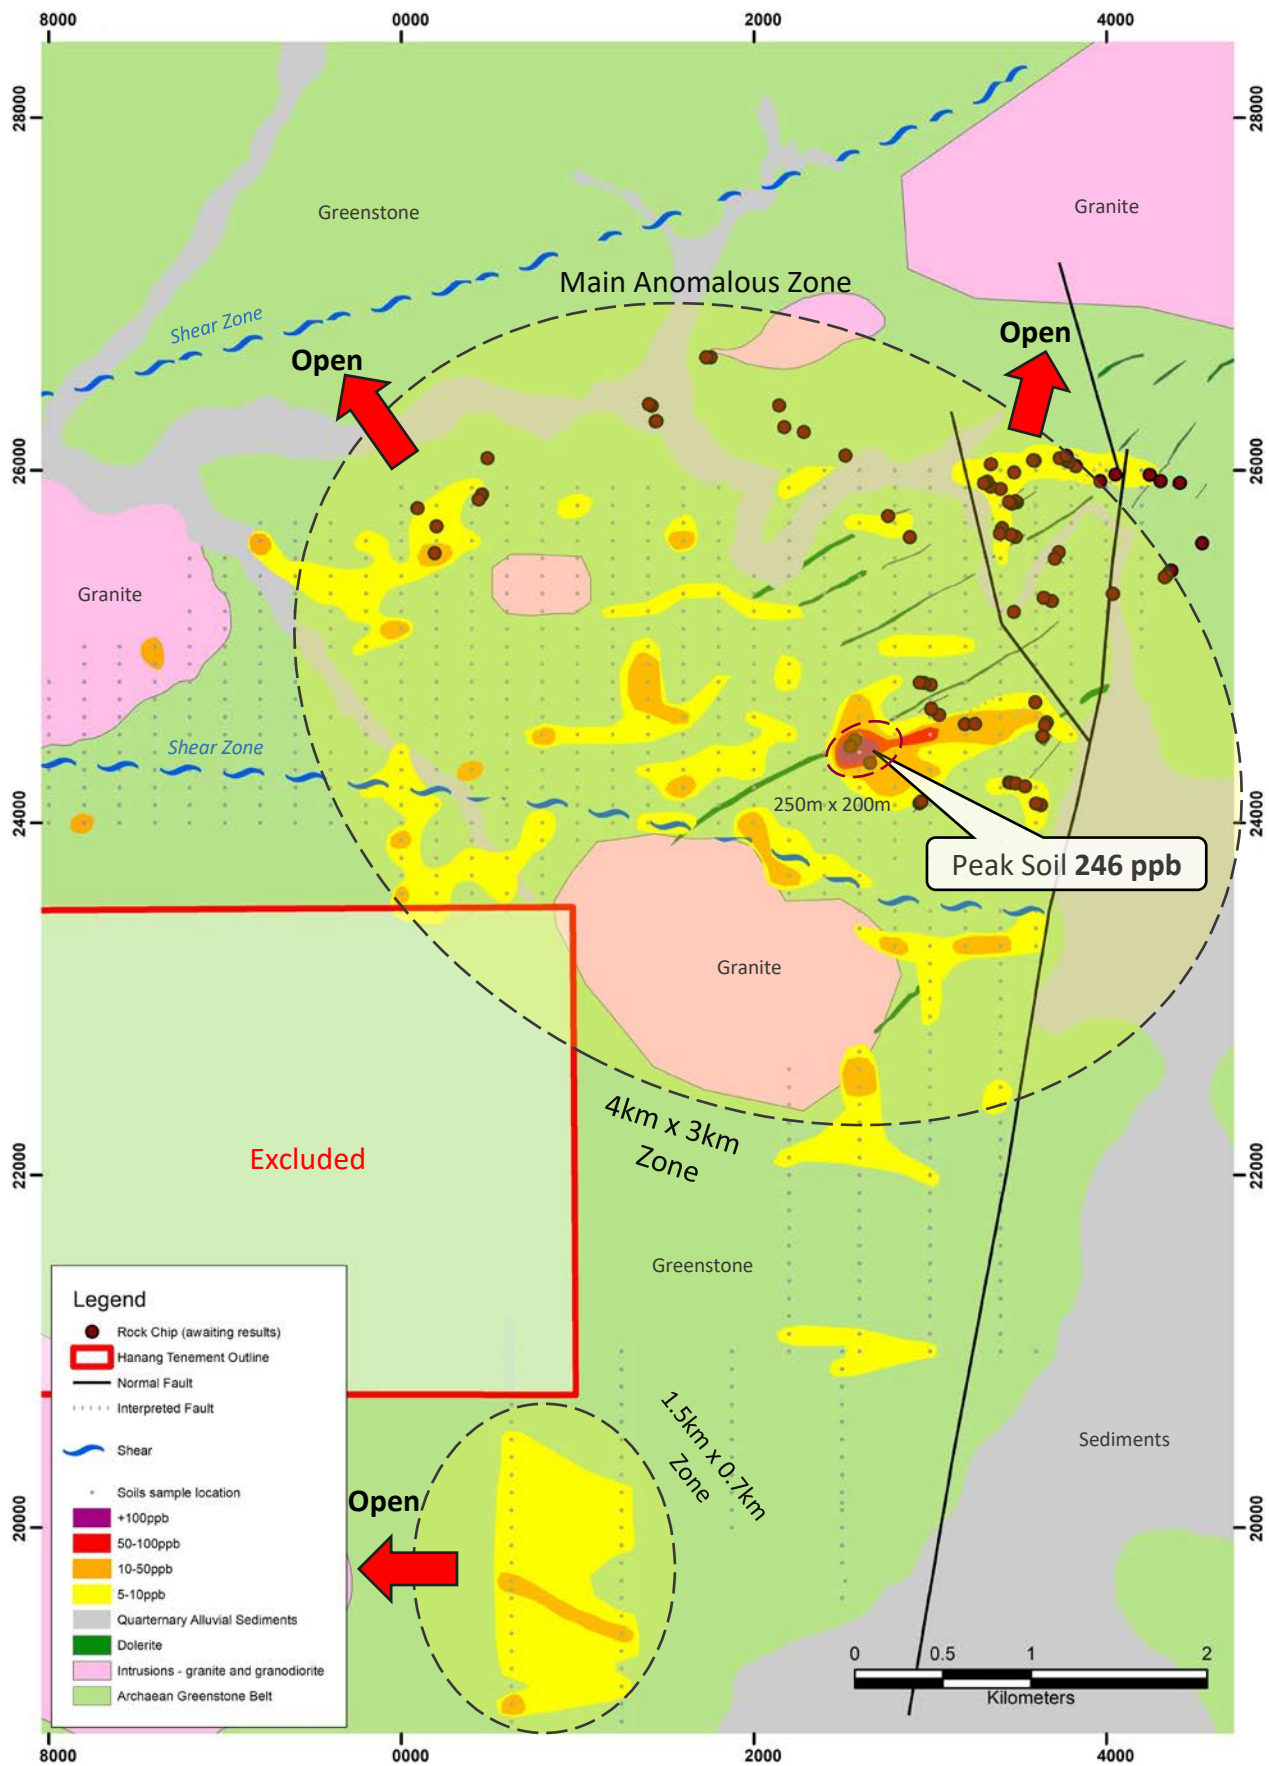 8000
0000
2000
4000
28000
28000
Greenstone
Granite
Main Anomalous Zone
Shear Zone
Open
Open
26000
26000
Granite
Shear Zone
250m x 200m
24000
24000
Peak Soil 246 ppb
Granite
4km x 3km
Zone
Excluded
22000
22000
Greenstone
Legend
Rock Chip (awaiting results)
Hanang Tenement Outline
Normal Fault
Interpreted Fault
Shear
Soils sample location
+100ppb
50-100ppb
10-50ppb
5-10ppb
Quarternary Alluvial Sediments
Dolerite
Intrusions - granite and granodiorite
Archaean Greenstone Belt
1.5km x 0.7km
Zone
Sediments
Open
20000
20000
0
0.5
1
2
Kilometers
8000
0000
2000
4000